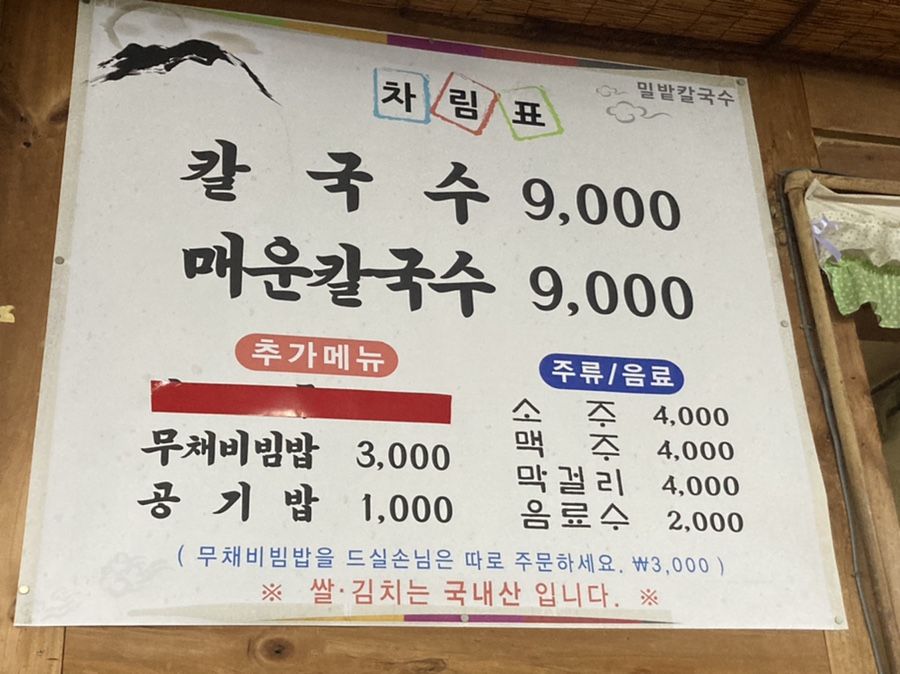 차림표
밀밭칼국수
칼국수 9,000
매운칼국수 9,000
추가메뉴
무채비빔밥 3,000
공기밥 1,000
주류/음료
소주 4,000
맥주 4,000
막걸리 4,000
음료수 2,000
( 무채비빔밥을 드실손님은 따로 주문하세요. ₩3,000 )
※ 쌀·김치는 국내산 입니다. ※